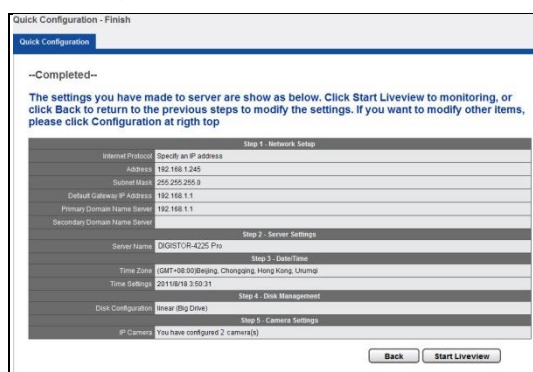 Quick Configuration - Finish
Quick Configuration
--Completed--
The settings you have made to server are show as below. Click Start Liveview to monitoring, or
click Back to return to the previous steps to modify the settings. If you want to modify other items,
please click Configuration at rigth top
Step 1 - Network Setup
Internet Protocol Specify an IP address
Address 192.168.1.245
Subnet Mask 255.255.255.0
Default Gateway IP Address 192.168.1.1
Primary Domain Name Server 192.168.1.1
Secondary Domain Name Server
Step 2 - Server Settings
Server Name DIGISTOR-4225 Pro
Step 3 - Date/Time
Time Zone (GMT+08:00)Beijing, Chongqing, Hong Kong, Urumqi
Time Settings 2011/8/18 3:50:31
Step 4 - Disk Management
Disk Configuration linear (Big Drive)
Step 5 - Camera Settings
IP Camera You have configured 2 camera(s)
Back Start Liveview